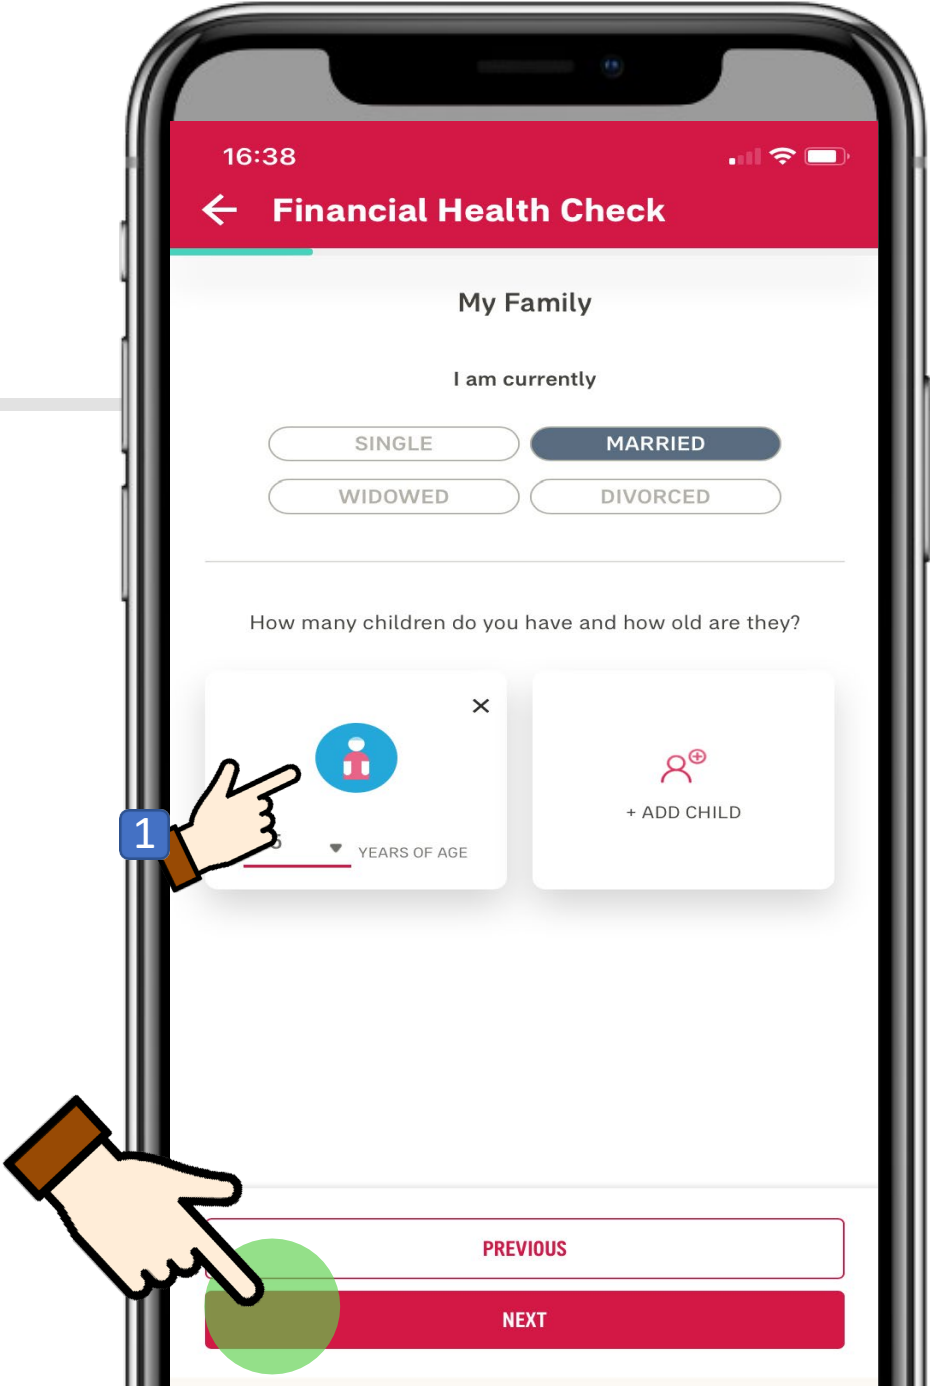 16:38
Financial Health Check
My Family
I am currently
SINGLE
MARRIED
WIDOWED
DIVORCED
How many children do you have and how old are they?
+ ADD CHILD
1
YEARS OF AGE
PREVIOUS
NEXT